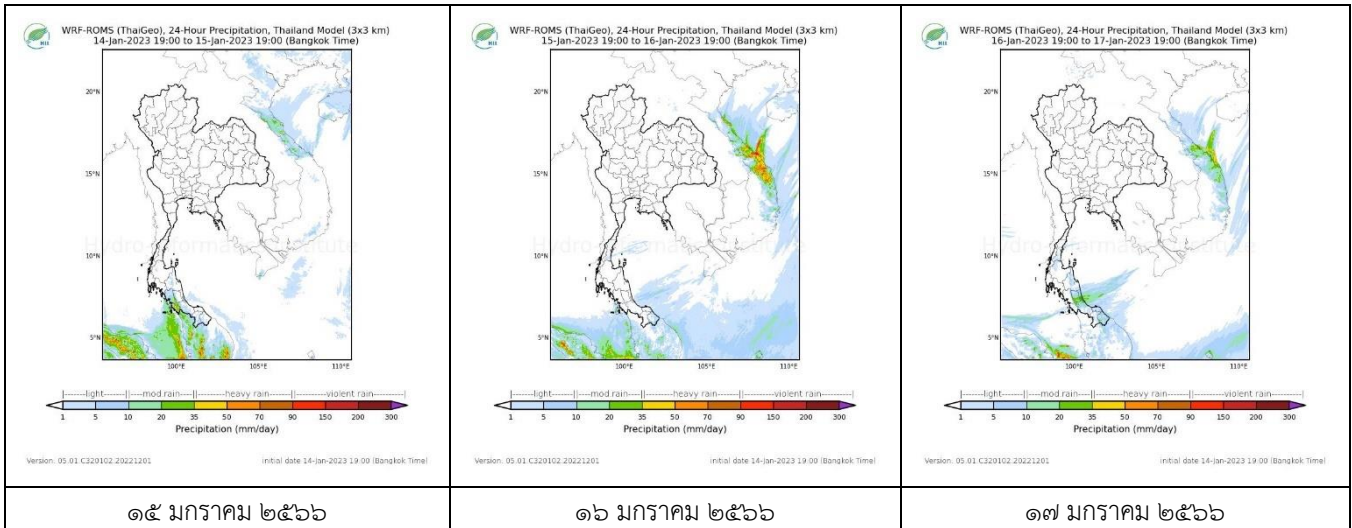 WRF-ROMS (ThaiGeo), 24-Hour Precipitation, Thailand Model (3x3 km)
14-Jan-2023 19:00 to 15-Jan-2023 19:00 (Bangkok Time)
HII
20°N
15°N
10°N
5°N
100°E 105°E 110°E
Hydro-Informatics Institute
|------light------||---mod.rain---||------heavy rain------||------violent rain------|
1 5 10 20 35 50 70 90 150 200 300
Precipitation (mm/day)
Version: 05.01.C320102.20221201 initial date 14-Jan-2023 19:00 (Bangkok Time)
๑๕ มกราคม ๒๕๖๖
WRF-ROMS (ThaiGeo), 24-Hour Precipitation, Thailand Model (3x3 km)
15-Jan-2023 19:00 to 16-Jan-2023 19:00 (Bangkok Time)
HII
20°N
15°N
10°N
5°N
100°E 105°E 110°E
Hydro-Informatics Institute
|------light------||---mod.rain---||------heavy rain------||------violent rain------|
1 5 10 20 35 50 70 90 150 200 300
Precipitation (mm/day)
Version: 05.01.C320102.20221201 initial date 14-Jan-2023 19:00 (Bangkok Time)
๑๖ มกราคม ๒๕๖๖
WRF-ROMS (ThaiGeo), 24-Hour Precipitation, Thailand Model (3x3 km)
16-Jan-2023 19:00 to 17-Jan-2023 19:00 (Bangkok Time)
HII
20°N
15°N
10°N
5°N
100°E 105°E 110°E
Hydro-Informatics Institute
|------light------||---mod.rain---||------heavy rain------||------violent rain------|
1 5 10 20 35 50 70 90 150 200 300
Precipitation (mm/day)
Version: 05.01.C320102.20221201 initial date 14-Jan-2023 19:00 (Bangkok Time)
๑๗ มกราคม ๒๕๖๖